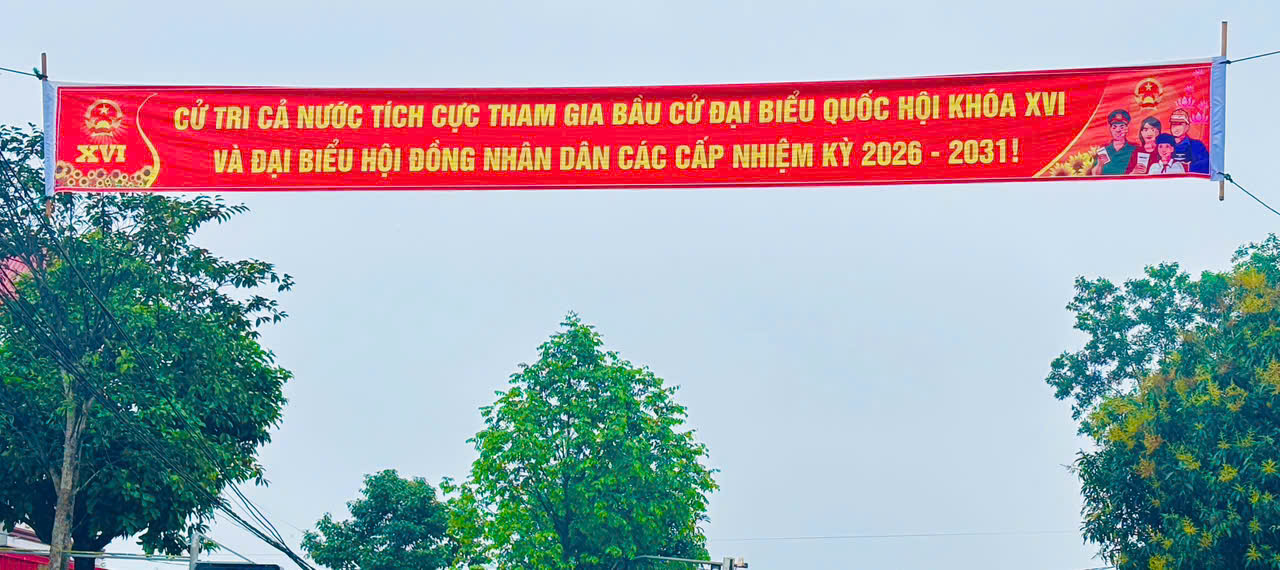 CỬ TRI CẢ NƯỚC TÍCH CỰC THAM GIA BẦU CỬ ĐẠI BIỂU QUỐC HỘI KHÓA XVI
VÀ ĐẠI BIỂU HỘI ĐỒNG NHÂN DÂN CÁC CẤP NHIỆM KỲ 2026 - 2031!
XVI